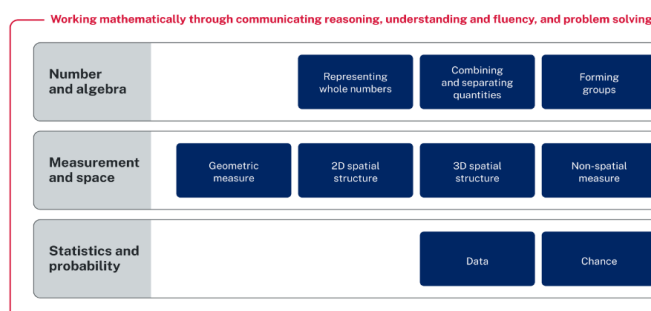 Working mathematically through communicating reasoning, understanding and fluency, and problem solving
Number
and algebra
Representing
whole numbers
Combining
and separating
quantities
Forming
groups
Measurement
and space
Geometric
measure
2D spatial
structure
3D spatial
structure
Non-spatial
measure
Statistics and
probability
Data
Chance